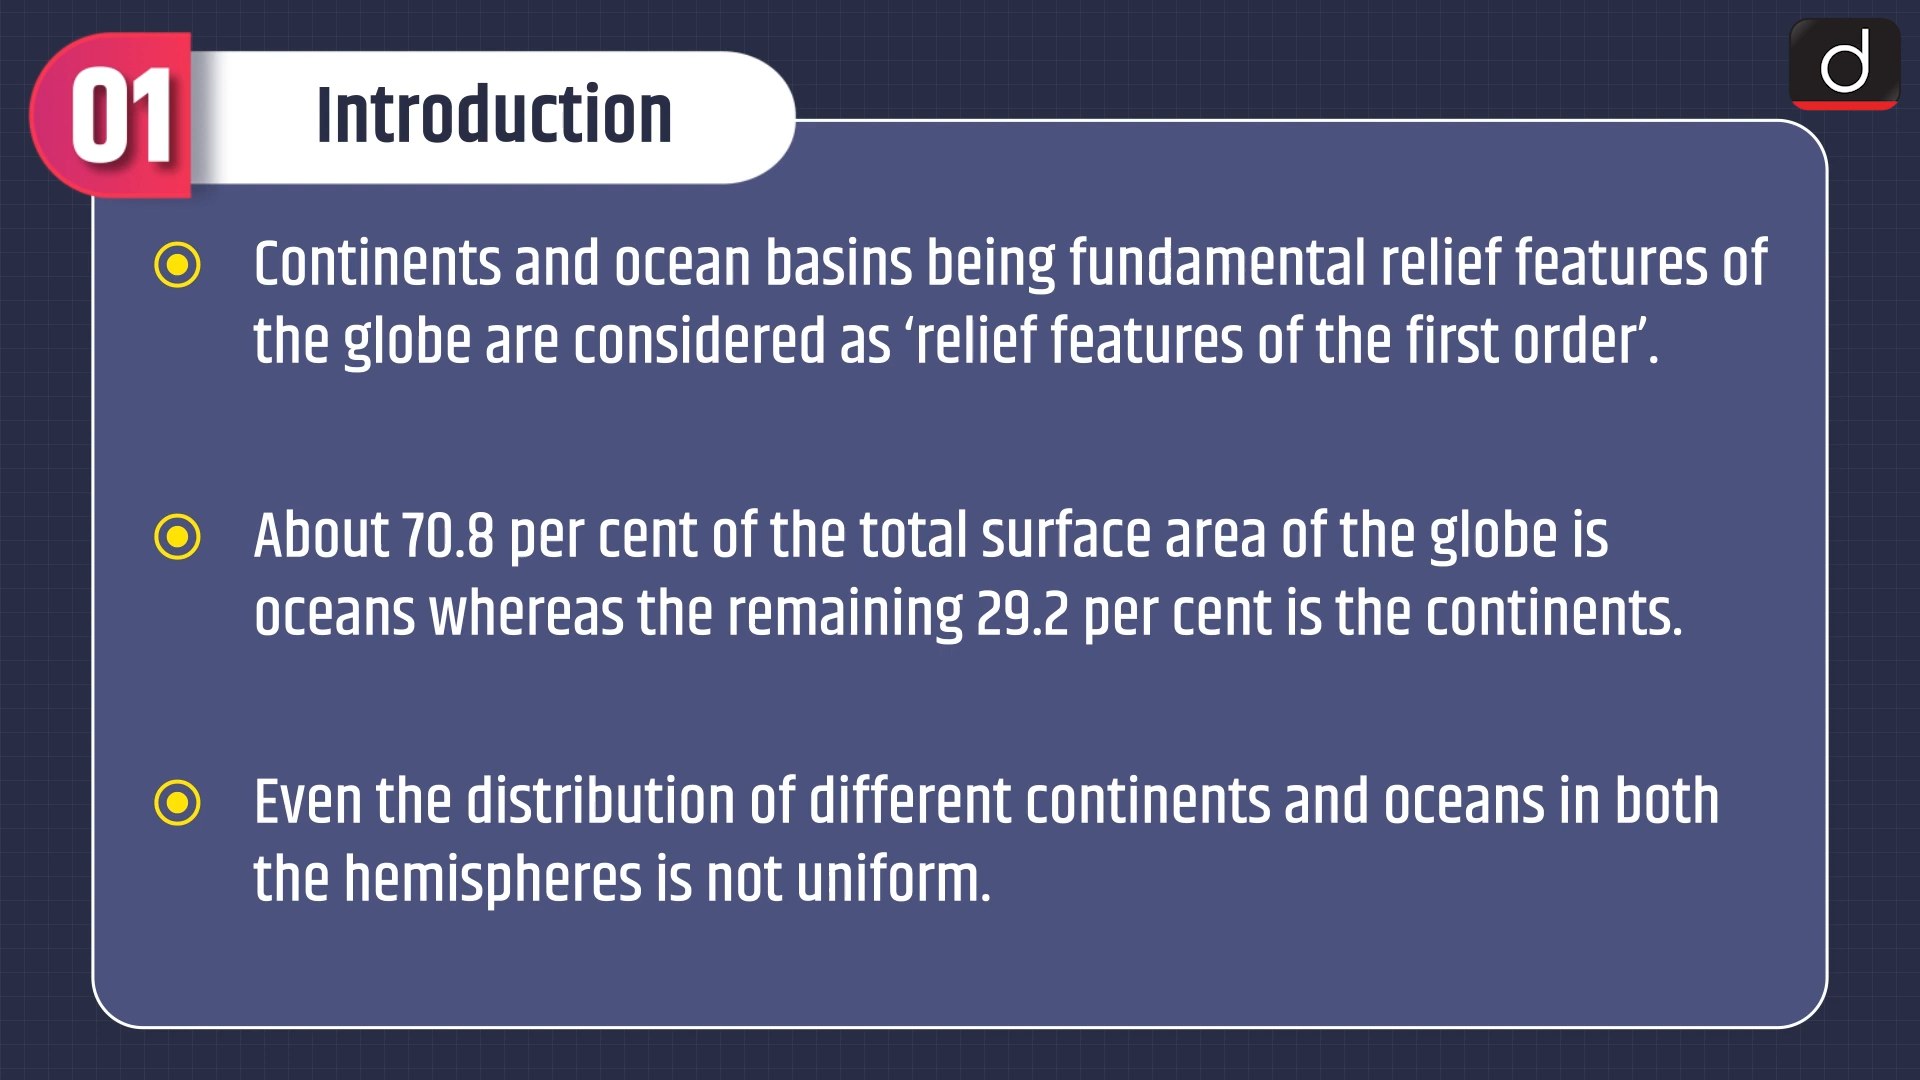 01
Introduction
d
Continents and ocean basins being fundamental relief features of
the globe are considered as ‘relief features of the first order’.
About 70.8 per cent of the total surface area of the globe is
oceans whereas the remaining 29.2 per cent is the continents.
Even the distribution of different continents and oceans in both
the hemispheres is not uniform.